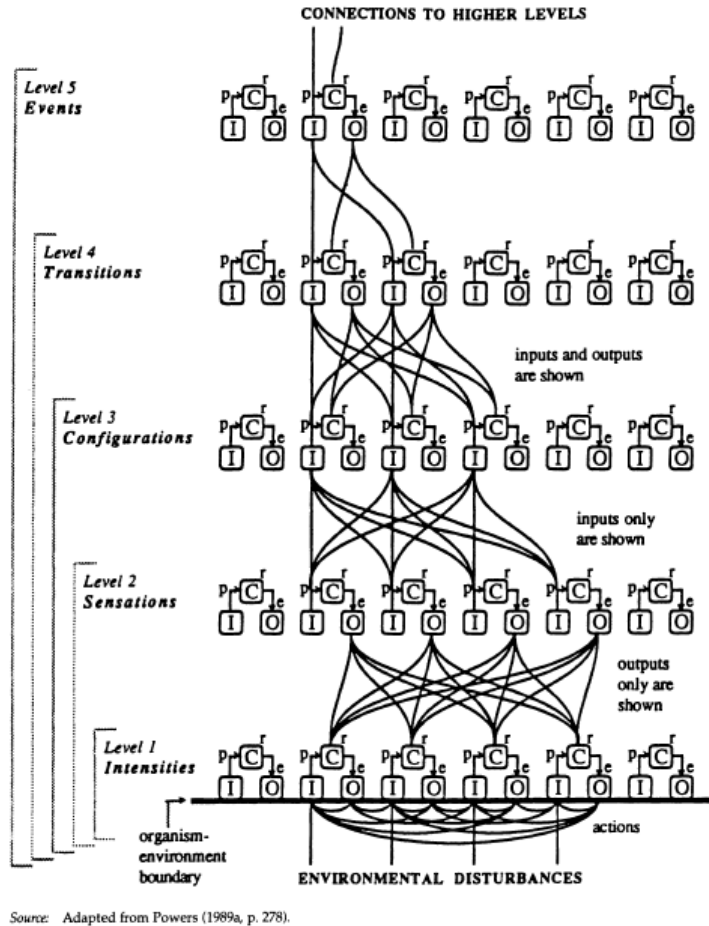 CONNECTIONS TO HIGHER LEVELS
Level 5
Events
r r r r r r
p C p C p C p C p C p C
e e e e e e
I O I O I O I O I O I O
Level 4
Transitions
r r r r r r
p C p C p C p C p C p C
e e e e e e
I O I O I O I O I O I O
inputs and outputs
are shown
Level 3
Configurations
r r r r r r
p C p C p C p C p C p C
e e e e e e
I O I O I O I O I O I O
inputs only
are shown
Level 2
Sensations
r r r r r r
p C p C p C p C p C p C
e e e e e e
I O I O I O I O I O I O
outputs
only are
shown
Level 1
Intensities
r r r r r r
p C p C p C p C p C p C
e e e e e e
I O I O I O I O I O I O
organism-
environment
boundary
actions
ENVIRONMENTAL DISTURBANCES
Source: Adapted from Powers (1989a, p. 278).